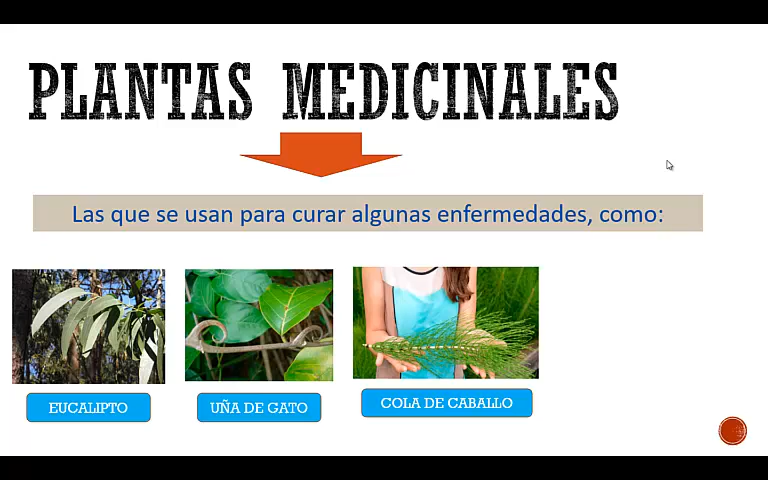 PLANTAS MEDICINALES
Las que se usan para curar algunas enfermedades, como:
EUCALIPTO
UÑA DE GATO
COLA DE CABALLO